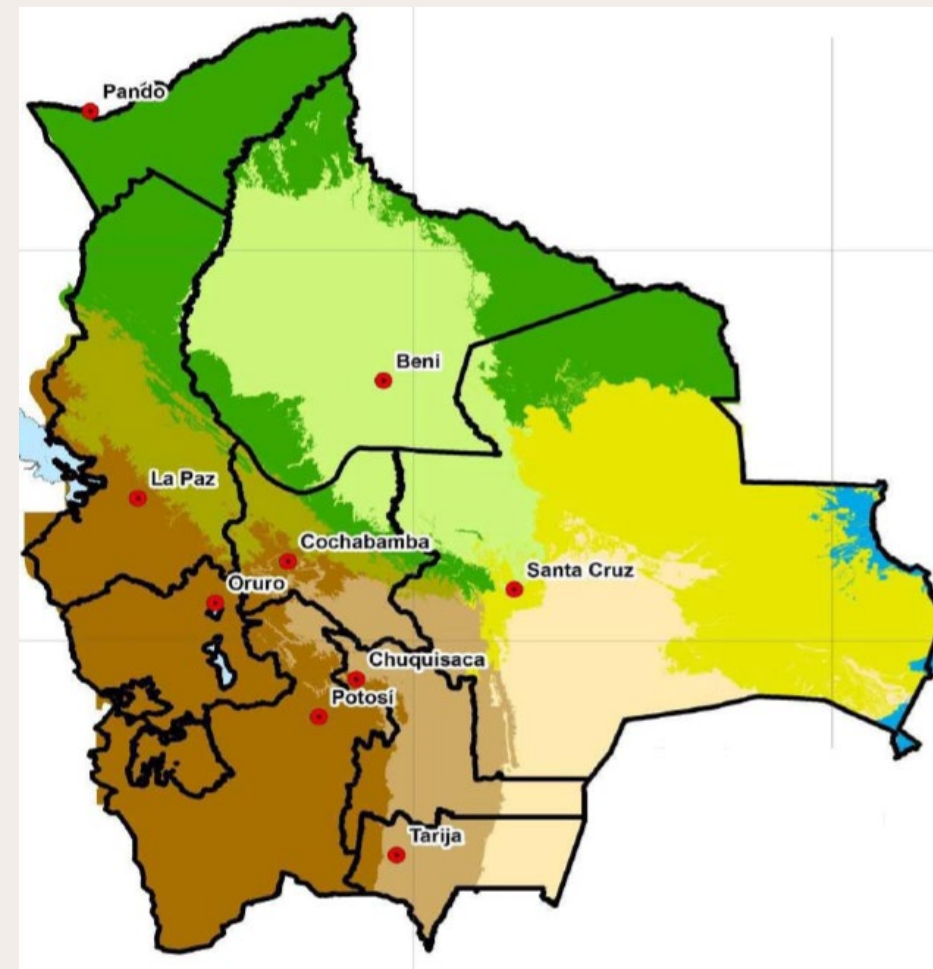 Pando
Beni
La Paz
Cochabamba
Santa Cruz
Oruro
Chuquisaca
Potosí
Tarija